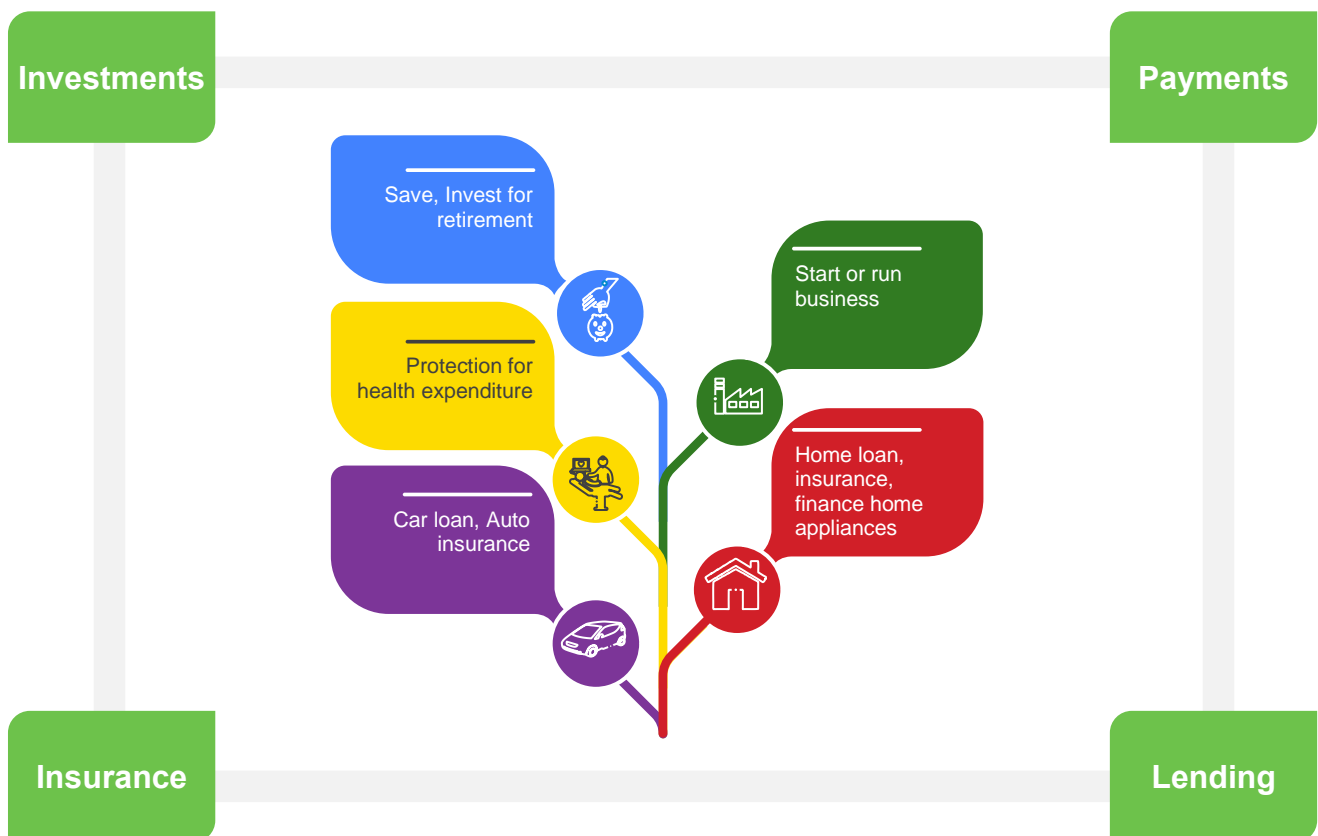 Investments
Payments
Save, Invest for
retirement
Start or run
business
Protection for
health expenditure
Home loan,
insurance,
finance home
appliances
Car loan, Auto
insurance
Insurance
Lending